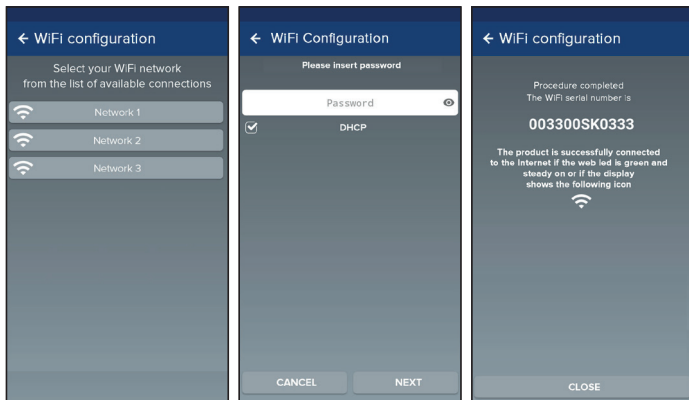 WiFi configuration
Select your WiFi network
from the list of available connections
Network 1
Network 2
Network 3
WiFi Configuration
Please insert password
Password
DHCP
CANCEL NEXT
WiFi configuration
Procedure completed
The WiFi serial number is
003300SK0333
The product is successfully connected
to the Internet if the web led is green and
steady on or if the display
shows the following icon
CLOSE